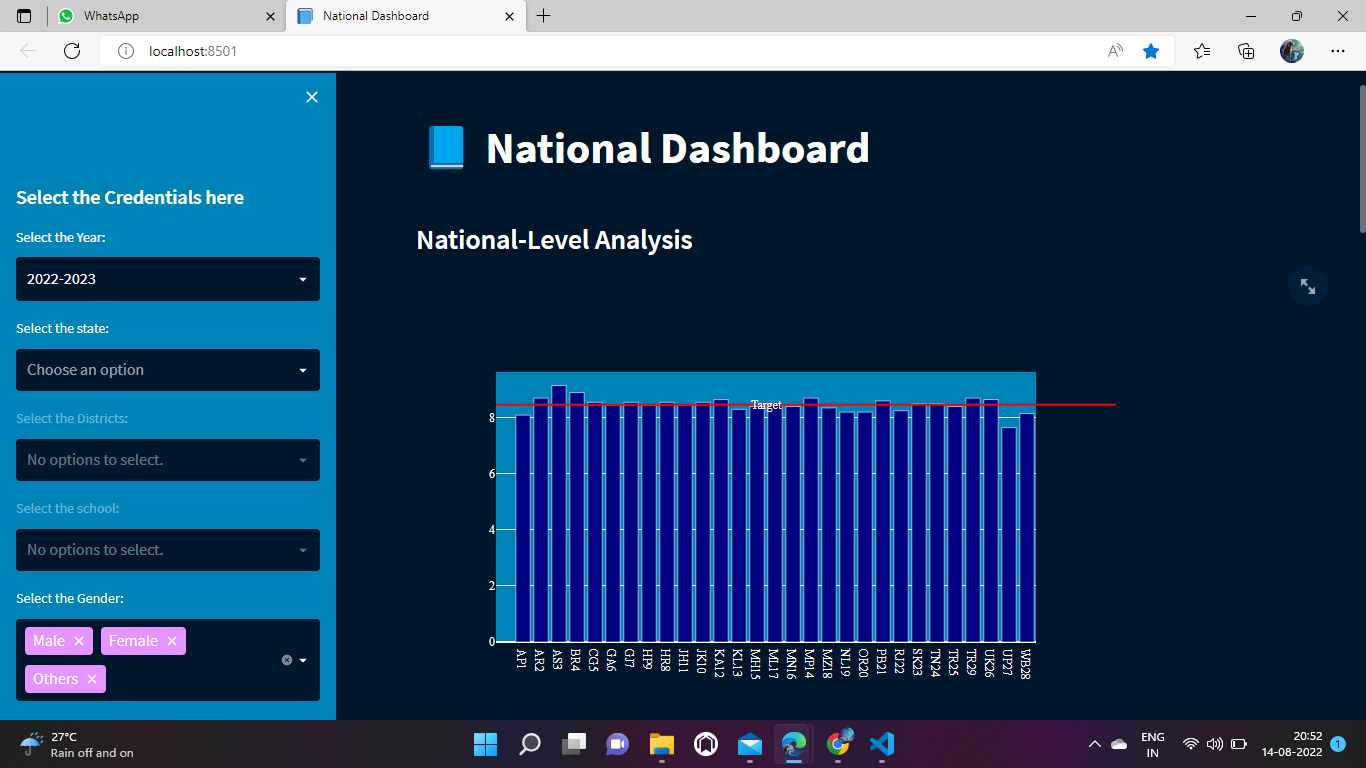 WhatsApp
National Dashboard
localhost:8501
Select the Credentials here
Select the Year:
2022-2023
Select the state:
Choose an option
Select the Districts:
No options to select.
Select the school:
No options to select.
Select the Gender:
Male
Female
Others
📘 National Dashboard
National-Level Analysis
Target
8
6
4
2
0
AP1
AR2
AS3
BR4
CG5
GA6
GJ7
HP9
HR8
JH11
JK10
KA12
KL13
MH15
ML17
MN16
MP14
MZ18
NL19
OR20
PB21
RJ22
SK23
TN24
TR25
TR29
UK26
UP27
WB28
27°C
Rain off and on
ENG
IN
20:52
14-08-2022
1